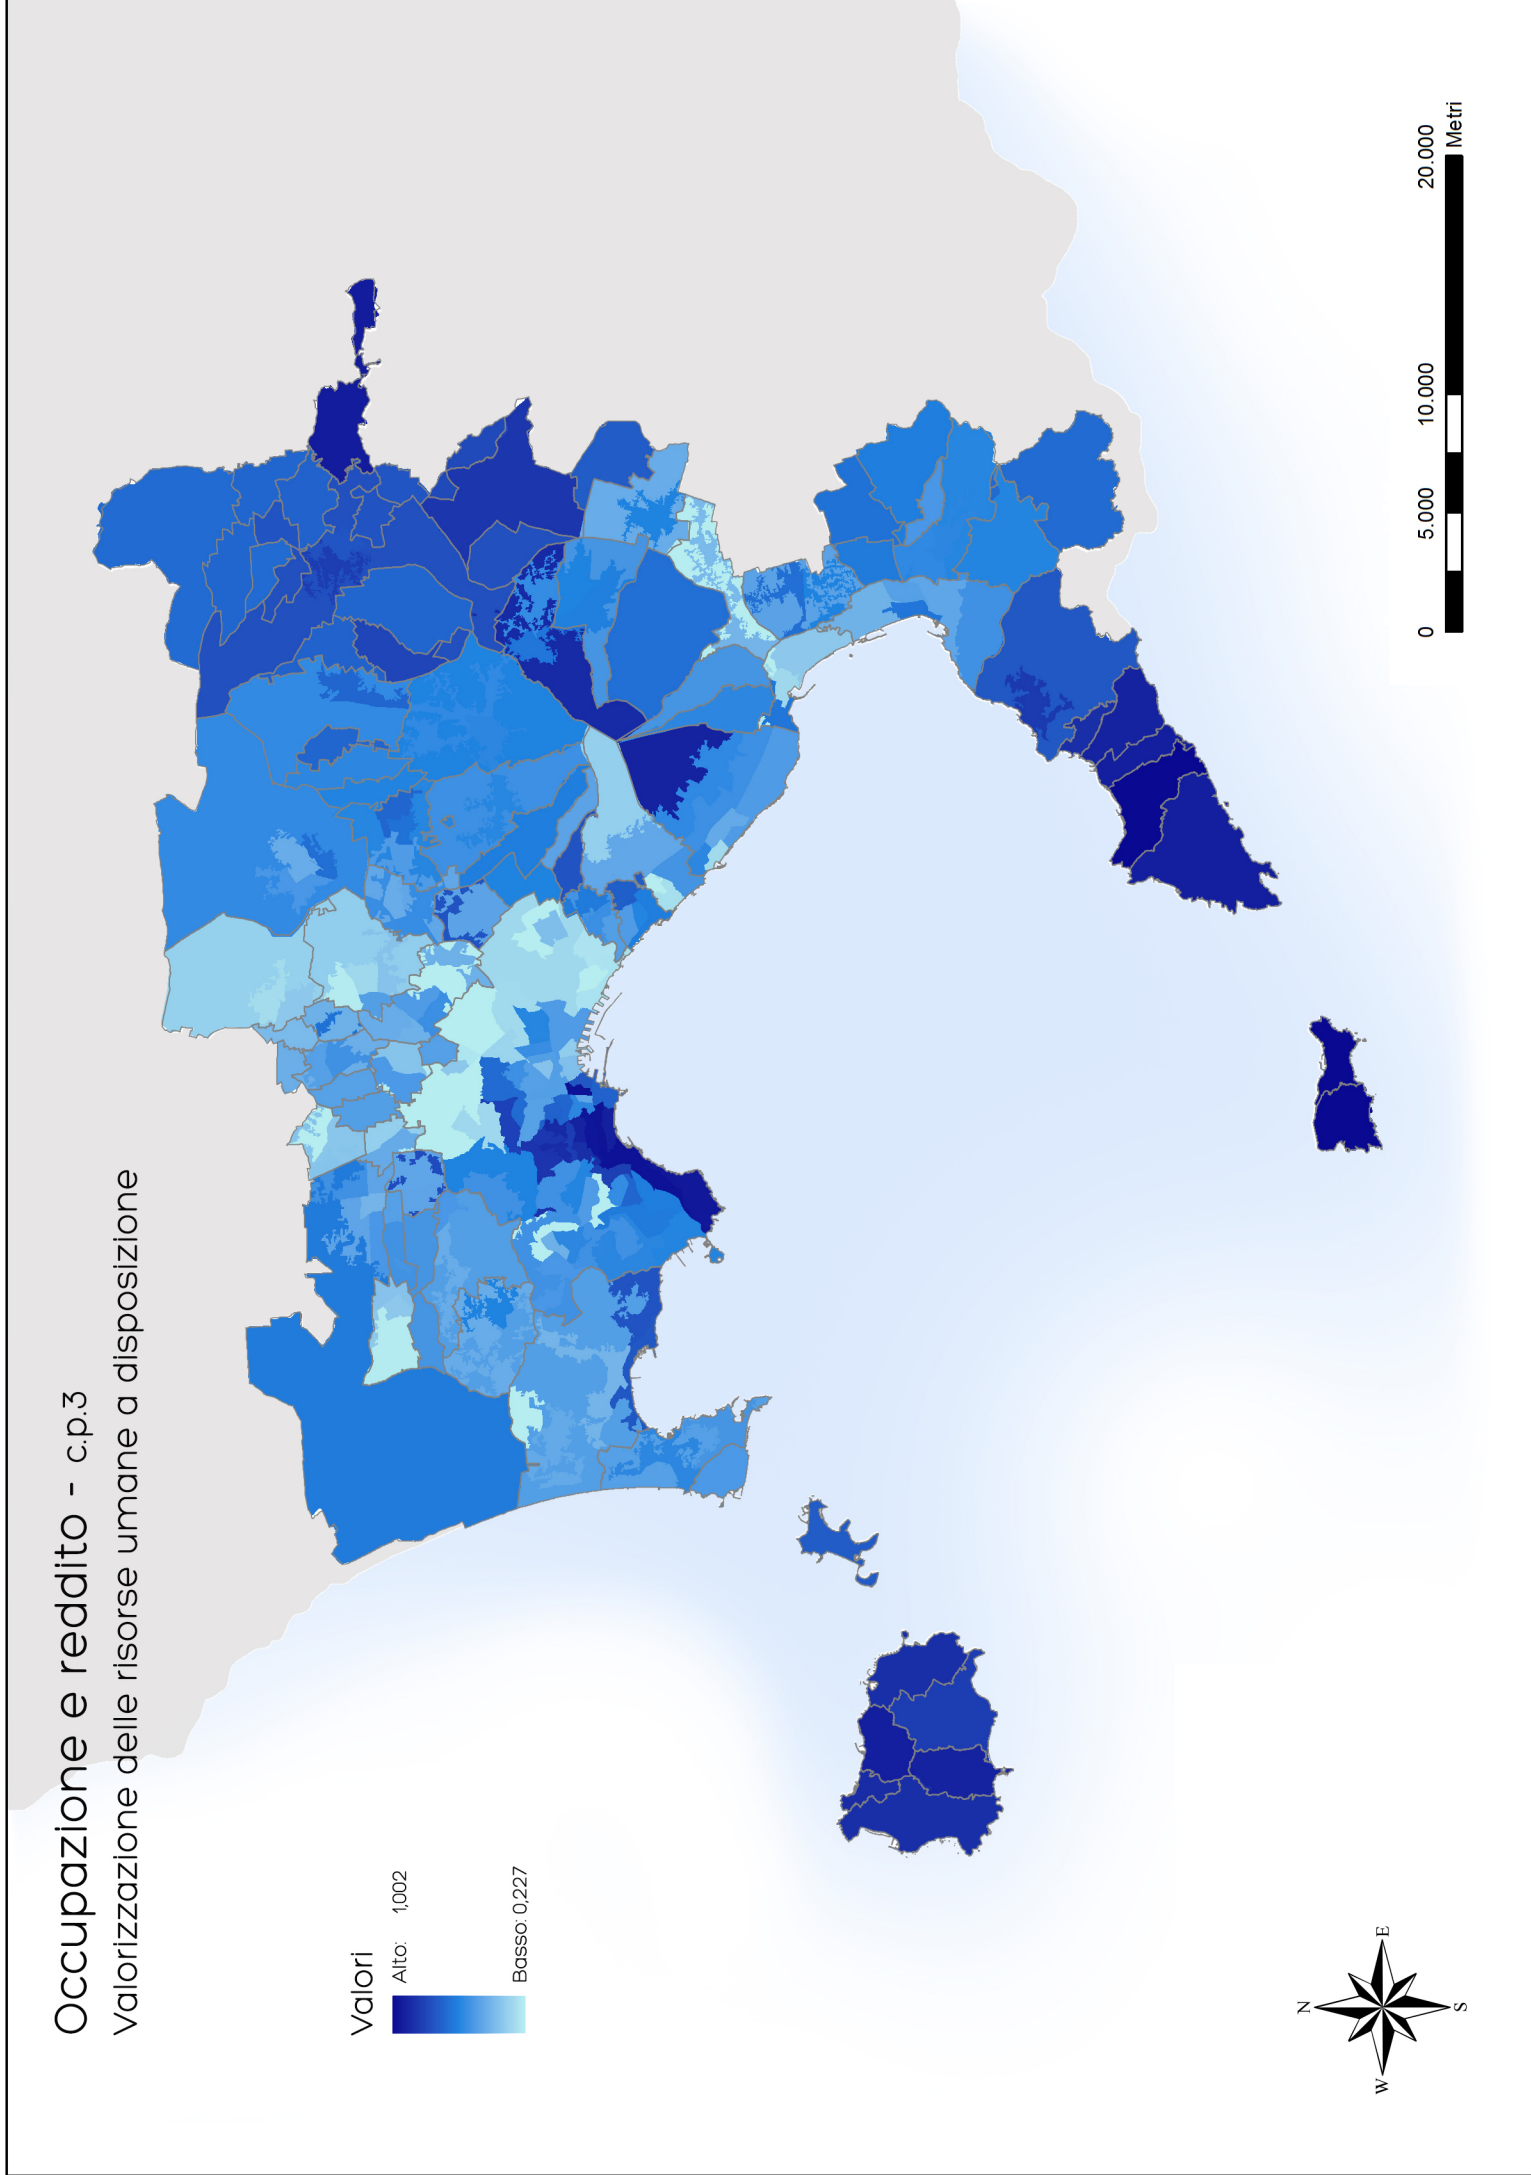 Occupazione e reddito - c.p.3
Valorizzazione delle risorse umane a disposizione
Valori
Alto: 1,002
Basso: 0,227
N
W
E
S
0 5.000 10.000 20.000
Metri